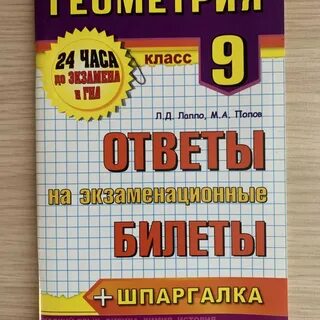 ГЕОМЕТРИЯ
24 ЧАСА
ДО ЭКЗАМЕНА
И ГИА
КЛАСС 9
Л.Д. Лаппо, М.А. Попов
ОТВЕТЫ
НА ЭКЗАМЕНАЦИОННЫЕ
БИЛЕТЫ
+ ШПАРГАЛКА